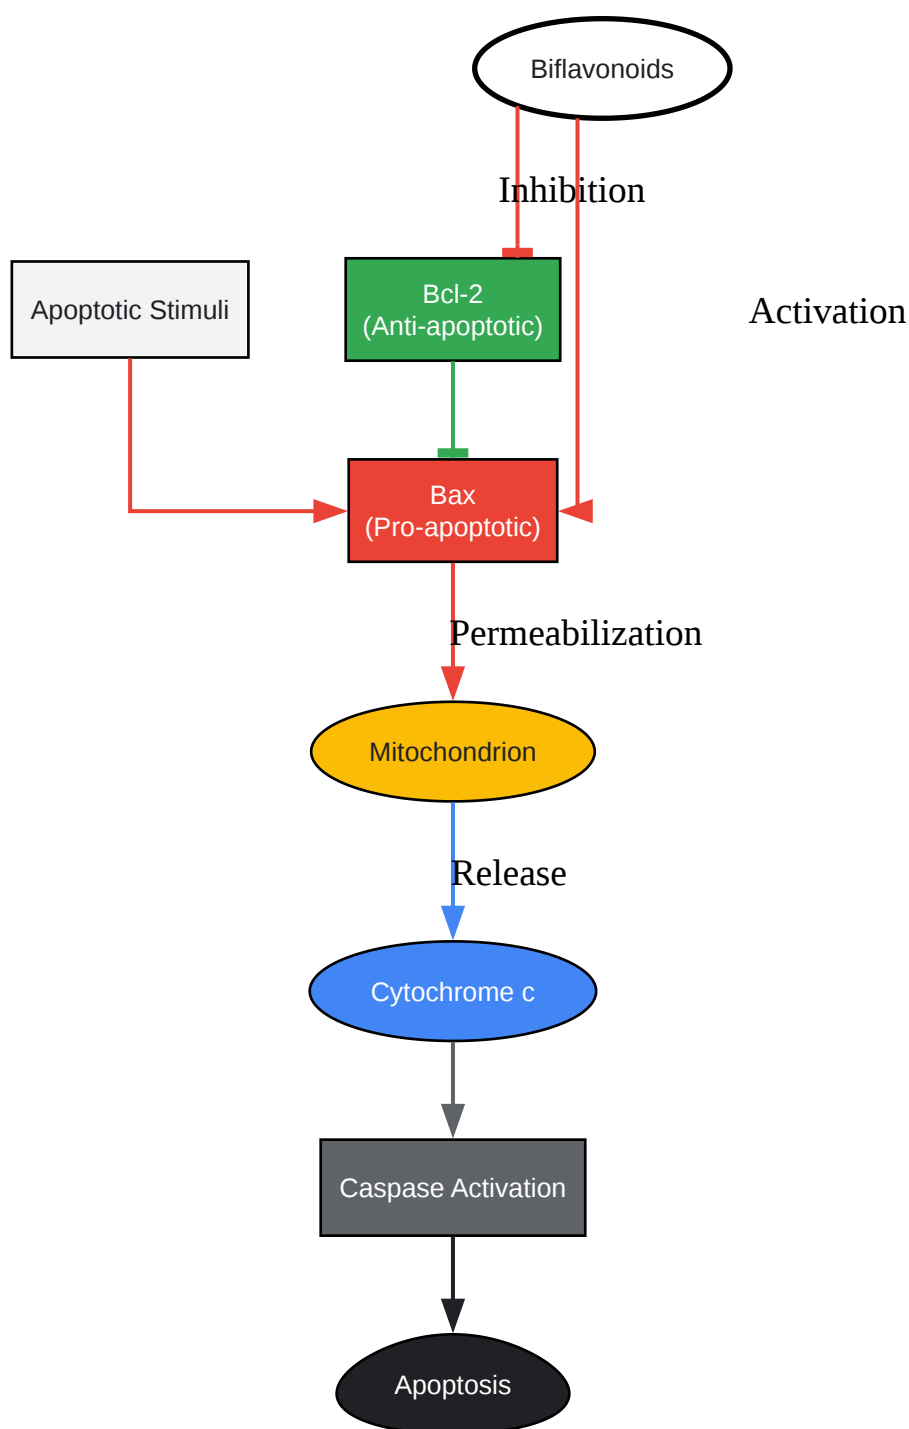 Biflavonoids
Inhibition
Apoptotic Stimuli
Bcl-2
(Anti-apoptotic)
Activation
Bax
(Pro-apoptotic)
Permeabilization
Mitochondrion
Release
Cytochrome c
Caspase Activation
Apoptosis